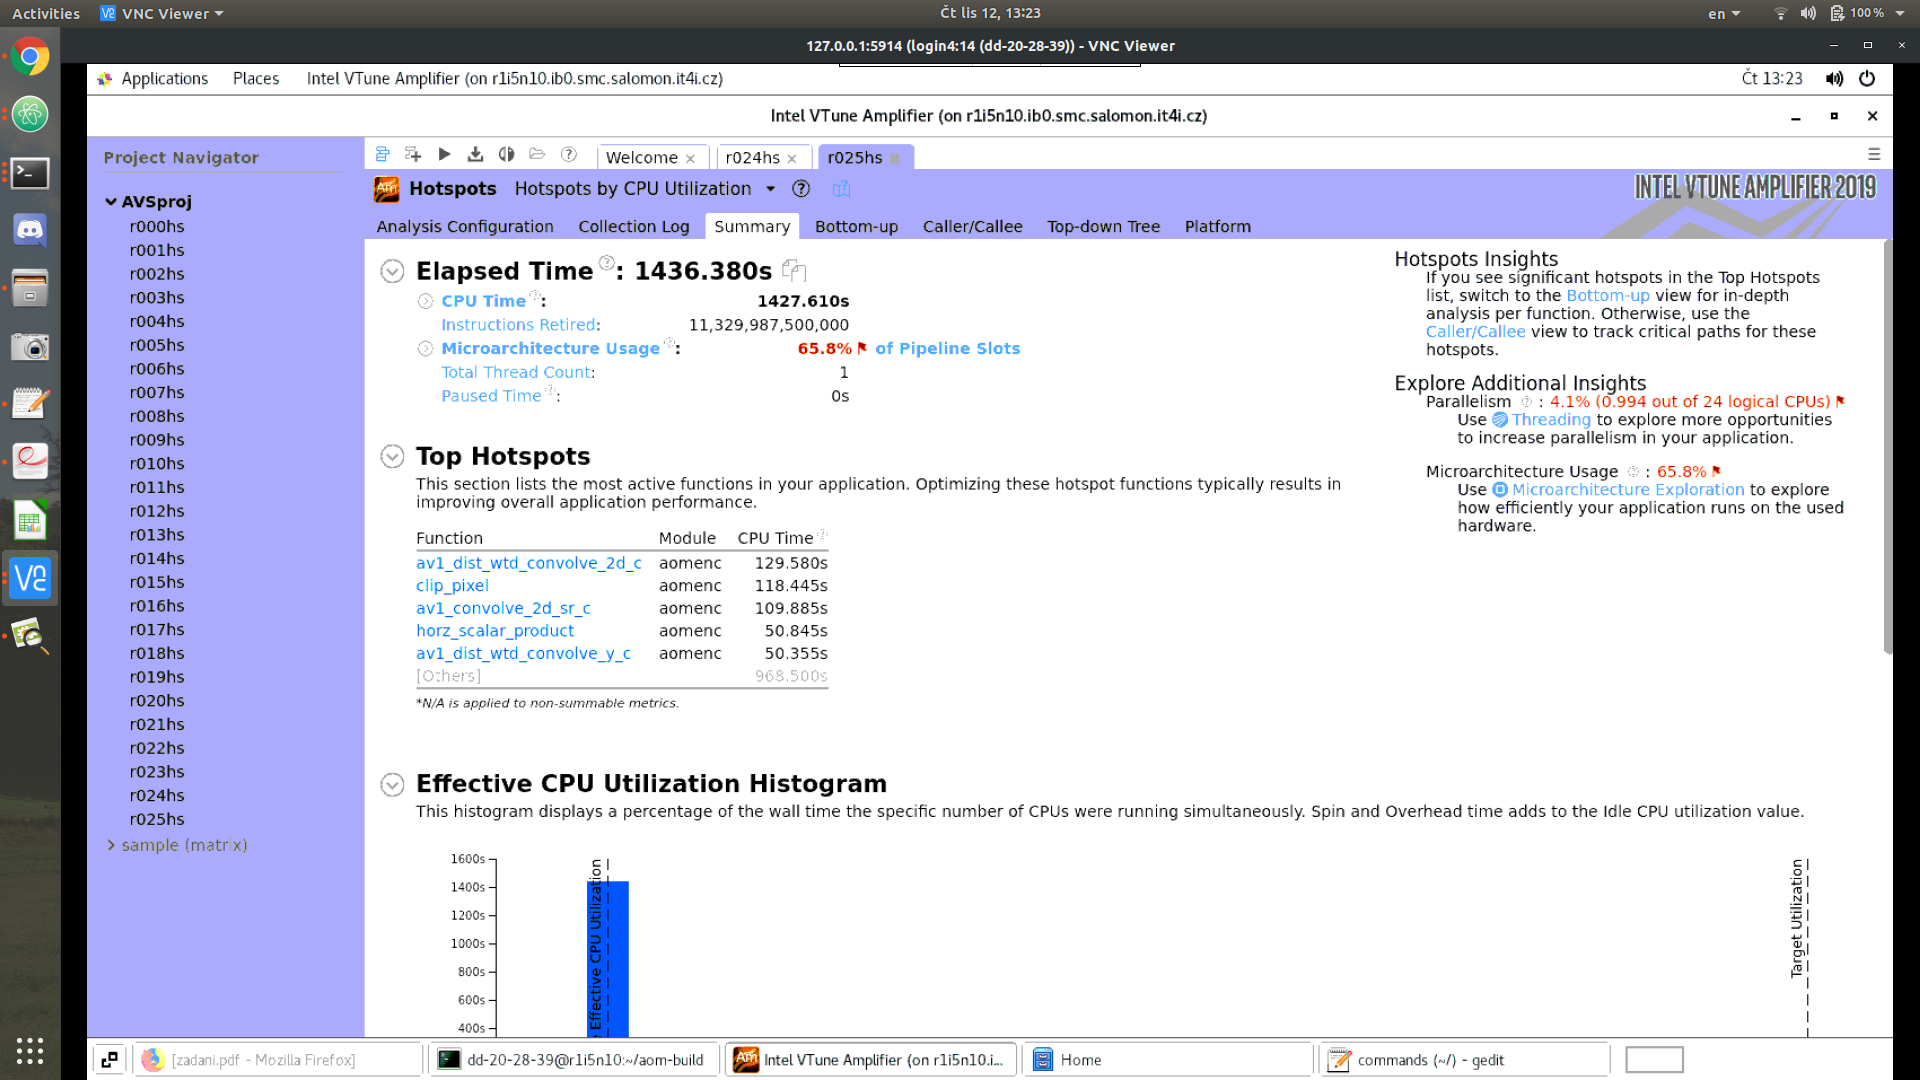 Activities VNC Viewer Čt lis 12, 13:23 en 100%
127.0.0.1:5914 (login4:14 (dd-20-28-39)) - VNC Viewer
Applications Places Intel VTune Amplifier (on r1i5n10.ib0.smc.salomon.it4i.cz) Čt 13:23
Intel VTune Amplifier (on r1i5n10.ib0.smc.salomon.it4i.cz)
Project Navigator
AVSproj
r000hs
r001hs
r002hs
r003hs
r004hs
r005hs
r006hs
r007hs
r008hs
r009hs
r010hs
r011hs
r012hs
r013hs
r014hs
r015hs
r016hs
r017hs
r018hs
r019hs
r020hs
r021hs
r022hs
r023hs
r024hs
r025hs
sample (matrix)
Welcome r024hs r025hs
Hotspots Hotspots by CPU Utilization
INTEL VTUNE AMPLIFIER 2019
Analysis Configuration Collection Log Summary Bottom-up Caller/Callee Top-down Tree Platform
Elapsed Time: 1436.380s
CPU Time: 1427.610s
Instructions Retired: 11,329,987,500,000
Microarchitecture Usage: 65.8% of Pipeline Slots
Total Thread Count: 1
Paused Time: 0s
Top Hotspots
This section lists the most active functions in your application. Optimizing these hotspot functions typically results in
improving overall application performance.
Function Module CPU Time
av1_dist_wtd_convolve_2d_c aomenc 129.580s
clip_pixel aomenc 118.445s
av1_convolve_2d_sr_c aomenc 109.885s
horz_scalar_product aomenc 50.845s
av1_dist_wtd_convolve_y_c aomenc 50.355s
[Others] 968.500s
*N/A is applied to non-summable metrics.
Hotspots Insights
If you see significant hotspots in the Top Hotspots
list, switch to the Bottom-up view for in-depth
analysis per function. Otherwise, use the
Caller/Callee view to track critical paths for these
hotspots.
Explore Additional Insights
Parallelism : 4.1% (0.994 out of 24 logical CPUs)
Use Threading to explore more opportunities
to increase parallelism in your application.
Microarchitecture Usage : 65.8%
Use Microarchitecture Exploration to explore
how efficiently your application runs on the used
hardware.
Effective CPU Utilization Histogram
This histogram displays a percentage of the wall time the specific number of CPUs were running simultaneously. Spin and Overhead time adds to the Idle CPU utilization value.
1600s
1400s
1200s
1000s
800s
600s
400s
Effective CPU Utilization
Target Utilization
[zadani.pdf - Mozilla Firefox] dd-20-28-39@r1i5n10:~/aom-build Intel VTune Amplifier (on r1i5n10.i... Home commands (~/) - gedit